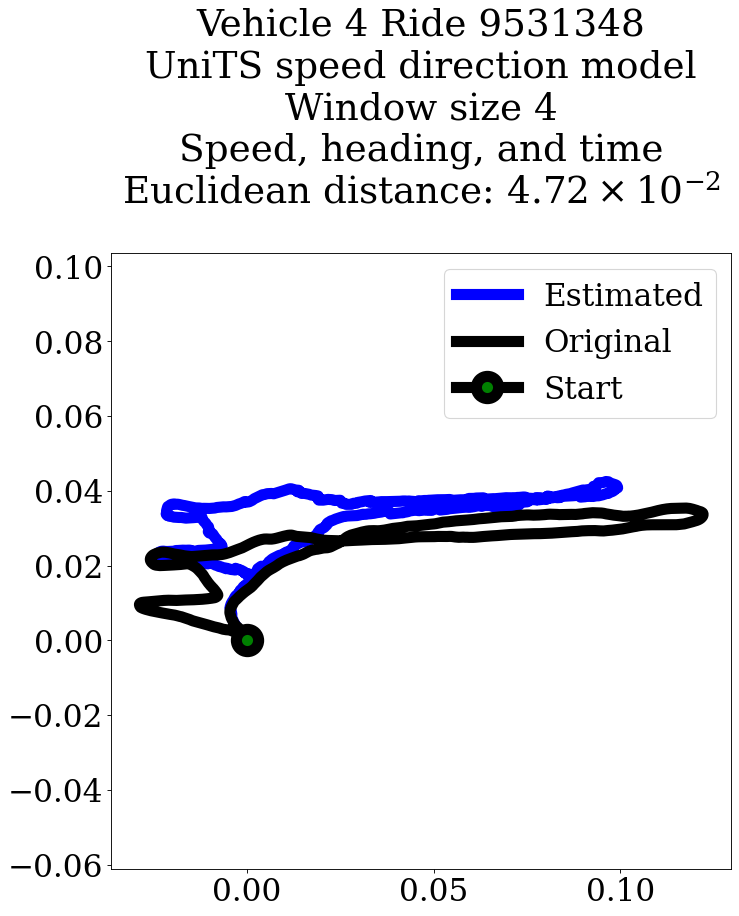 Vehicle 4 Ride 9531348
UniTS speed direction model
Window size 4
Speed, heading, and time
Euclidean distance: 4.72 × 10⁻²
0.10
0.08
0.06
0.04
0.02
0.00
−0.02
−0.04
−0.06
Estimated
Original
Start
0.00
0.05
0.10